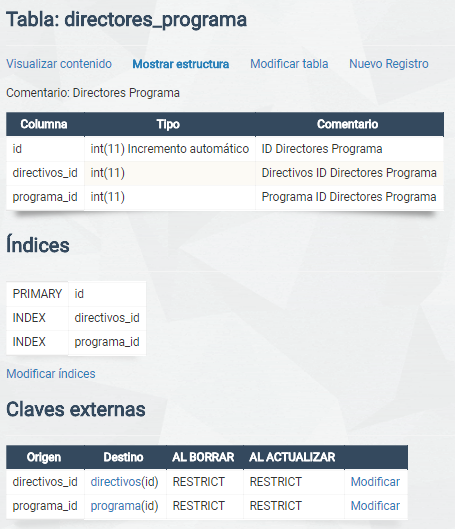 Tabla: directores_programa
Visualizar contenido Mostrar estructura Modificar tabla Nuevo Registro
Comentario: Directores Programa
Columna Tipo Comentario
id int(11) Incremento automático ID Directores Programa
directivos_id int(11) Directivos ID Directores Programa
programa_id int(11) Programa ID Directores Programa
Índices
PRIMARY id
INDEX directivos_id
INDEX programa_id
Modificar índices
Claves externas
Origen Destino AL BORRAR AL ACTUALIZAR
directivos_id directivos(id) RESTRICT RESTRICT Modificar
programa_id programa(id) RESTRICT RESTRICT Modificar